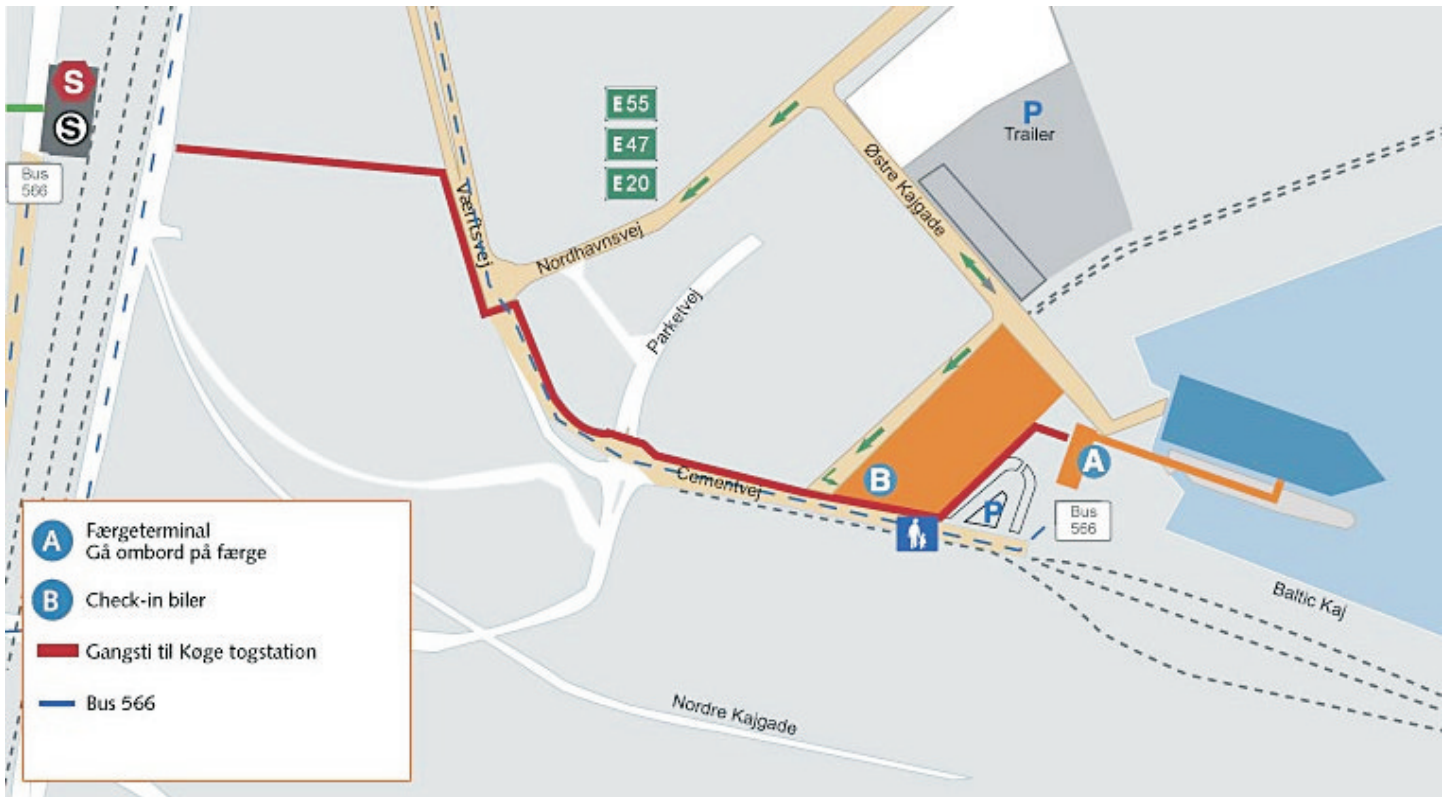 S
S
Bus
566
E55
E47
E20
P
Trailer
Østre Kajgade
Værftsvej
Nordhavnsvej
Parkelvej
B
Cementvej
A
P
Bus
566
Baltic Kaj
Nordre Kajgade
A Færgeterminal
Gå ombord på færge
B Check-in biler
Gangsti til Køge togstation
Bus 566